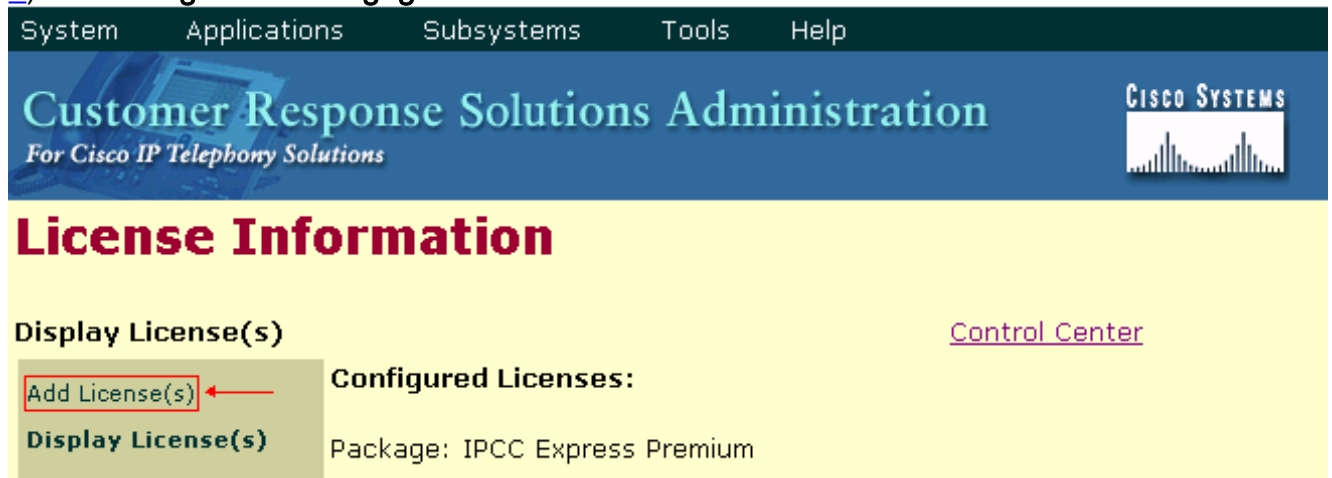 System Applications Subsystems Tools Help
Customer Response Solutions Administration
For Cisco IP Telephony Solutions
CISCO SYSTEMS
License Information
Display License(s)
Control Center
Add License(s)
Configured Licenses:
Display License(s)
Package: IPCC Express Premium